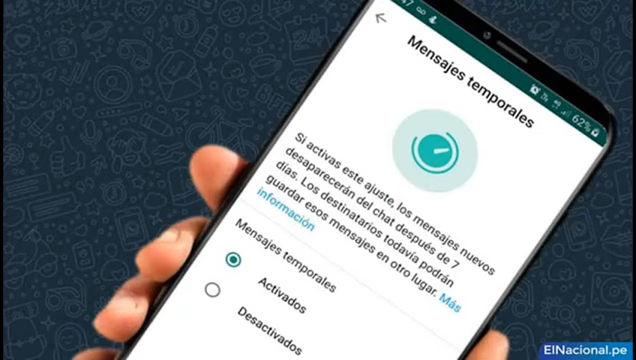 47
62%
Mensajes temporales
Si activas este ajuste, los mensajes nuevos
desaparecerán del chat después de 7
días. Los destinatarios todavía podrán
guardar esos mensajes en otro lugar. Más
información
Mensajes temporales
Activados
Desactivados
ElNacional.pe